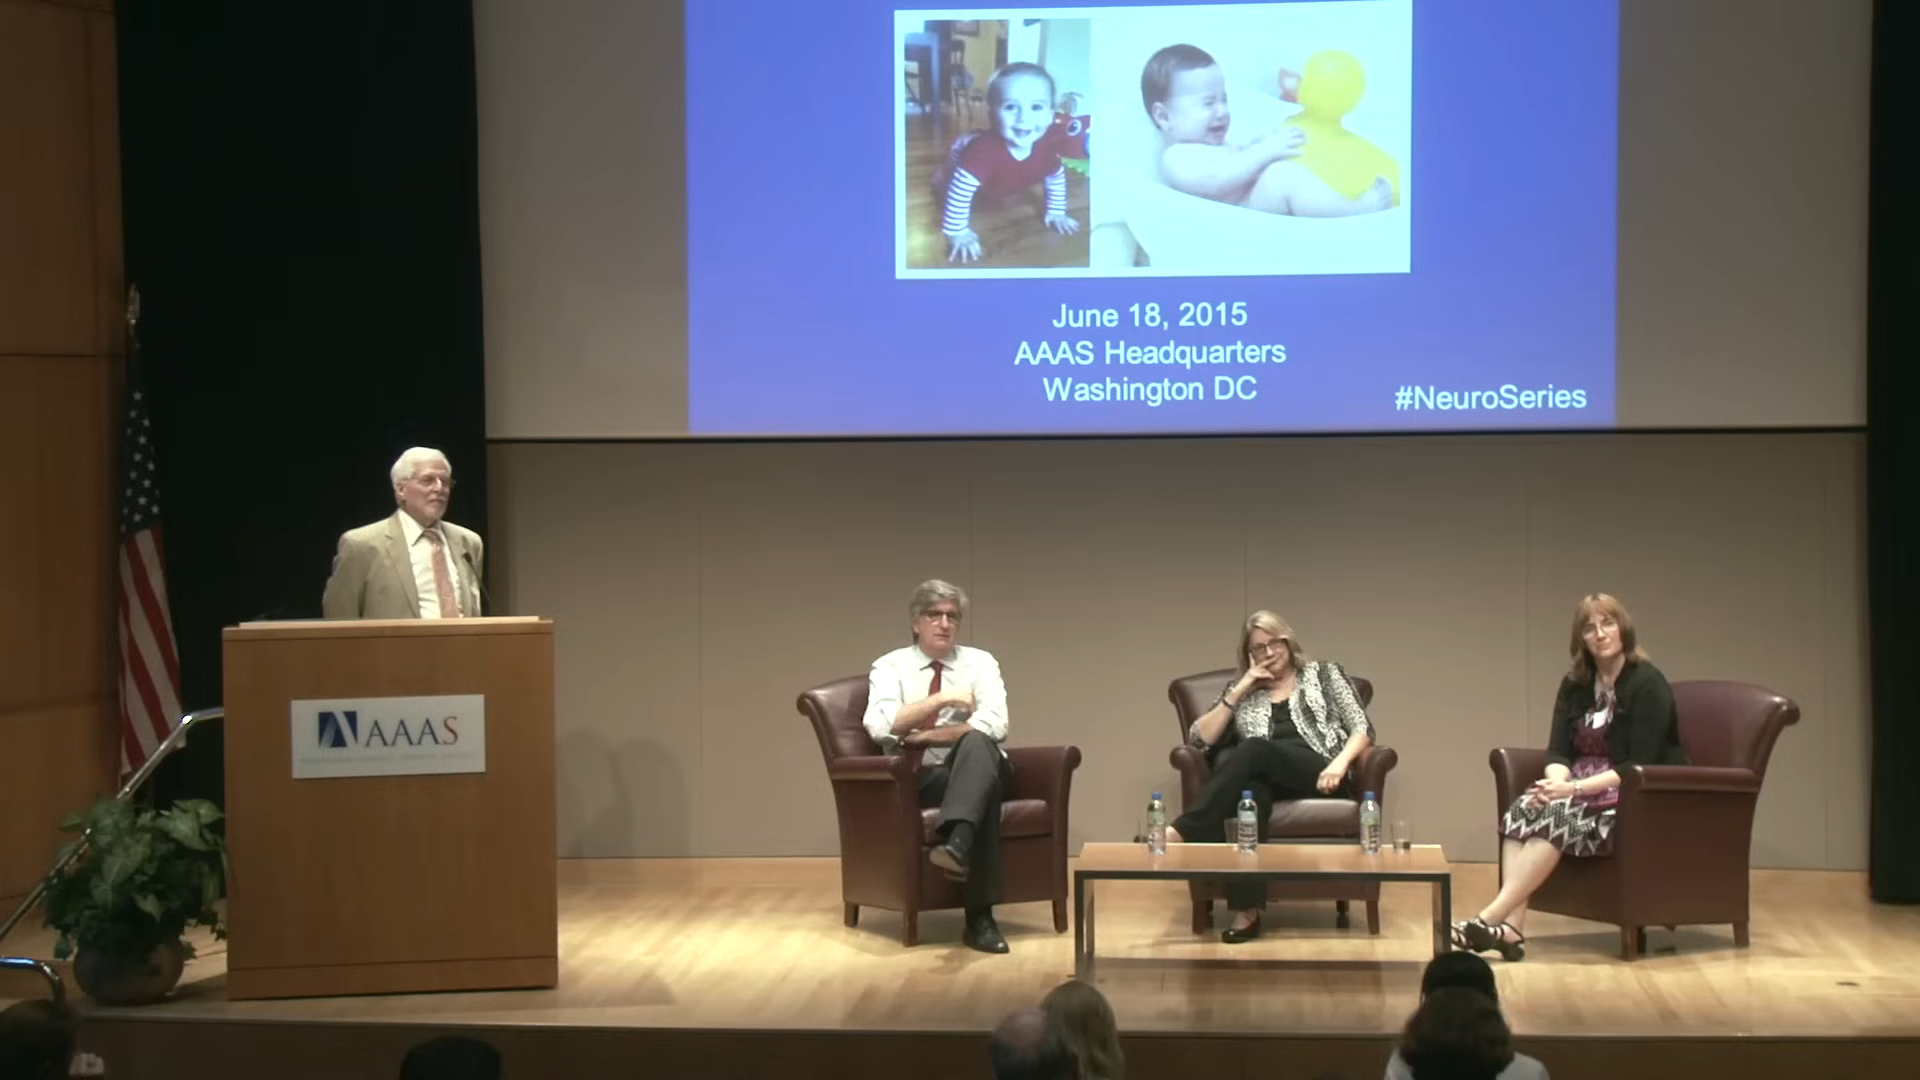 June 18, 2015
AAAS Headquarters
Washington DC
#NeuroSeries
AAAS